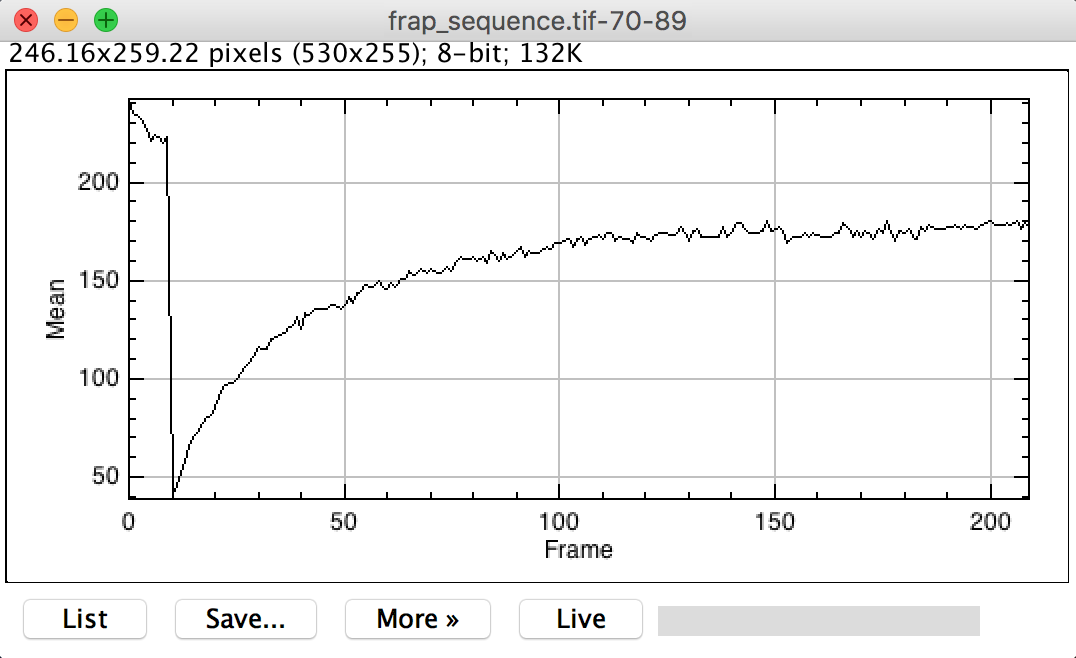 frap_sequence.tif-70-89
246.16x259.22 pixels (530x255); 8-bit; 132K
200
150
100
50
Mean
0 50 100 150 200
Frame
List Save... More » Live